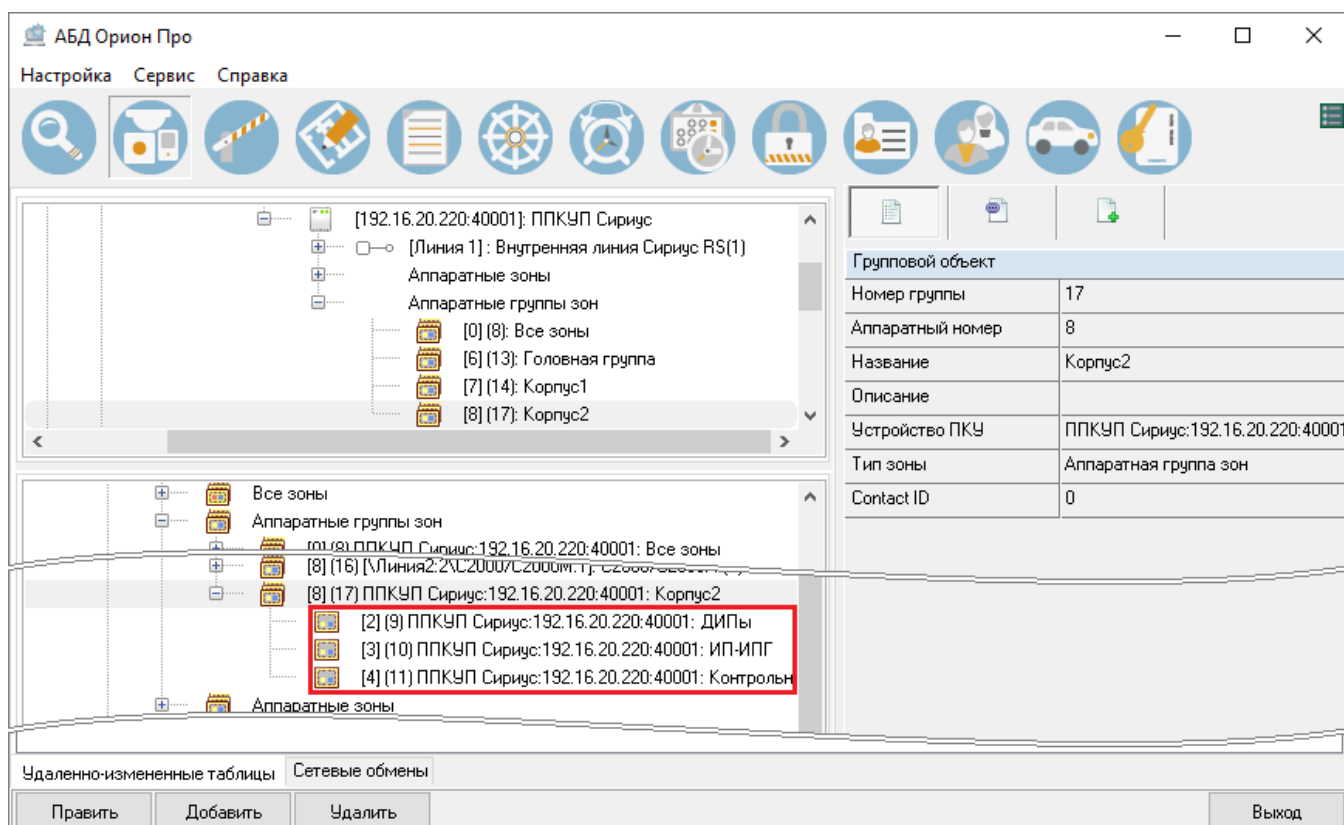 АБД Орион Про
Настройка Сервис Справка
[192.16.20.220:40001]: ППКУП Сириус
[Линия 1] : Внутренняя линия Сириус RS(1)
Аппаратные зоны
Аппаратные группы зон
[0] (8): Все зоны
[6] (13): Головная группа
[7] (14): Корпус1
[8] (17): Корпус2
Все зоны
Аппаратные группы зон
[0] (8) ППКУП Сириус:192.16.20.220:40001: Все зоны
[8] (16) [\Линия2:2\С2000/С2000М:1]:
[8] (17) ППКУП Сириус:192.16.20.220:40001: Корпус2
[2] (9) ППКУП Сириус:192.16.20.220:40001: ДИПы
[3] (10) ППКУП Сириус:192.16.20.220:40001: ИП-ИПГ
[4] (11) ППКУП Сириус:192.16.20.220:40001: Контрольн
Аппаратные зоны
Групповой объект
Номер группы 17
Аппаратный номер 8
Название Корпус2
Описание
Устройство ПКУ ППКУП Сириус:192.16.20.220:40001
Тип зоны Аппаратная группа зон
Contact ID 0
Удаленно-измененные таблицы Сетевые обмены
Править Добавить Удалить Выход